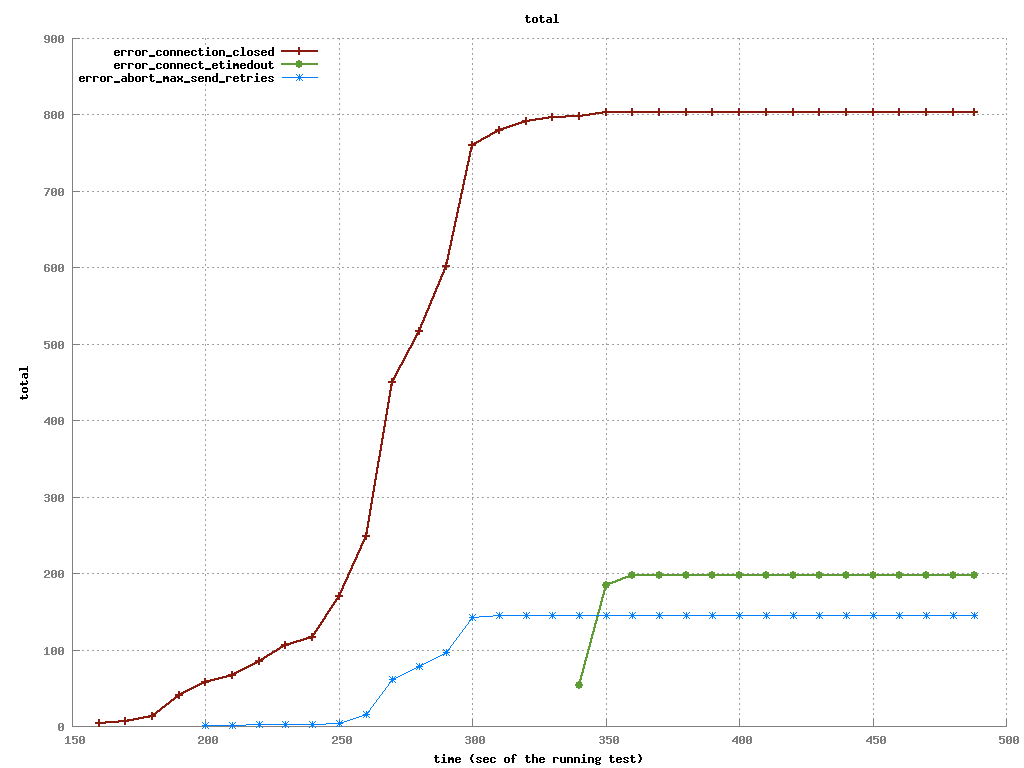 total
900
error_connection_closed
error_connect_etimedout
error_abort_max_send_retries
800
700
600
500
total
400
300
200
100
0
150 200 250 300 350 400 450 500
time (sec of the running test)